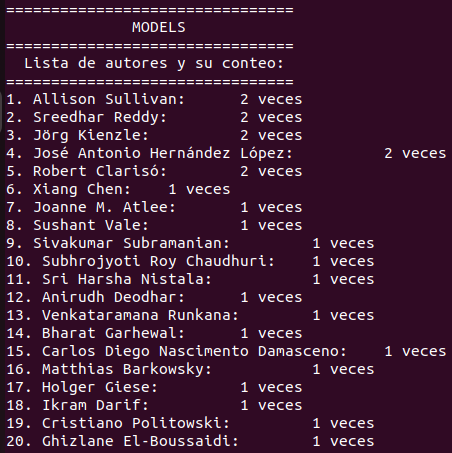 ================================
MODELS
================================
Lista de autores y su conteo:
================================
1. Allison Sullivan: 2 veces
2. Sreedhar Reddy: 2 veces
3. Jörg Kienzle: 2 veces
4. José Antonio Hernández López: 2 veces
5. Robert Clarisó: 2 veces
6. Xiang Chen: 1 veces
7. Joanne M. Atlee: 1 veces
8. Sushant Vale: 1 veces
9. Sivakumar Subramanian: 1 veces
10. Subhrojyoti Roy Chaudhuri: 1 veces
11. Sri Harsha Nistala: 1 veces
12. Anirudh Deodhar: 1 veces
13. Venkataramana Runkana: 1 veces
14. Bharat Garhewal: 1 veces
15. Carlos Diego Nascimento Damasceno: 1 veces
16. Matthias Barkowsky: 1 veces
17. Holger Giese: 1 veces
18. Ikram Darif: 1 veces
19. Cristiano Politowski: 1 veces
20. Ghizlane El-Boussaidi: 1 veces